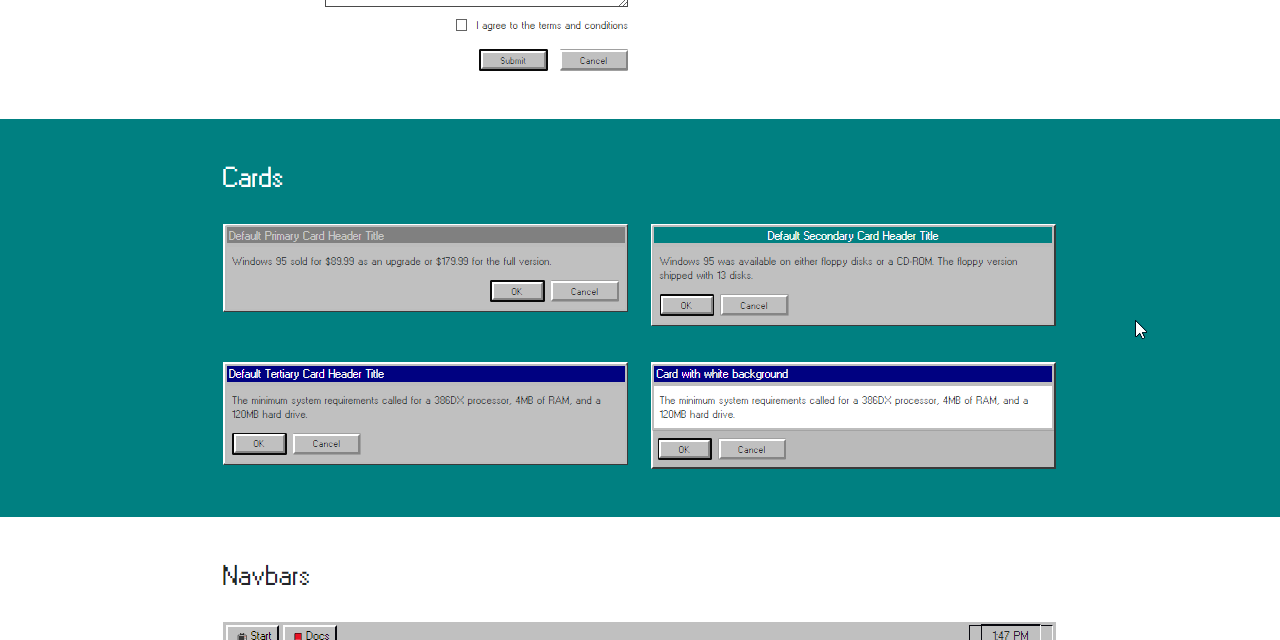 I agree to the terms and conditions
Submit Cancel
Cards
Default Primary Card Header Title
Windows 95 sold for $89.99 as an upgrade or $179.99 for the full version.
OK Cancel
Default Secondary Card Header Title
Windows 95 was available on either floppy disks or a CD-ROM. The floppy version
shipped with 13 disks.
OK Cancel
Default Tertiary Card Header Title
The minimum system requirements called for a 386DX processor, 4MB of RAM, and a
120MB hard drive.
OK Cancel
Card with white background
The minimum system requirements called for a 386DX processor, 4MB of RAM, and a
120MB hard drive.
OK Cancel
Navbars
Start Docs 1:47 PM